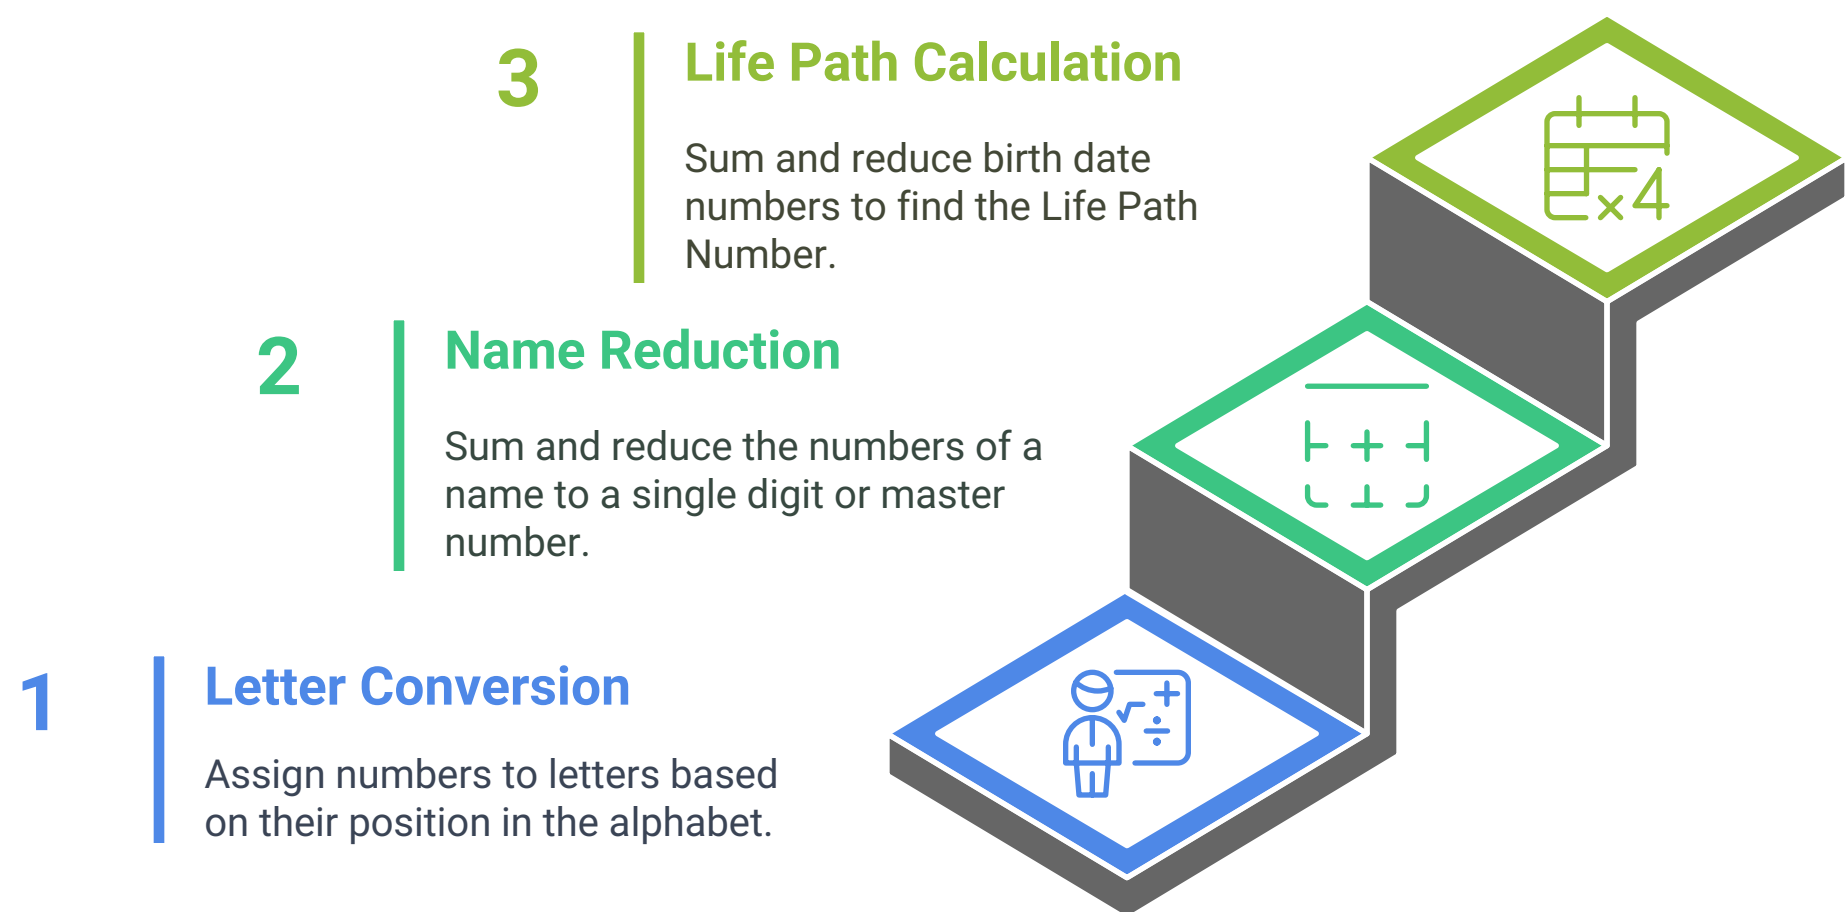 3
Life Path Calculation
Sum and reduce birth date
numbers to find the Life Path
Number.
×4
2
Name Reduction
Sum and reduce the numbers of a
name to a single digit or master
number.
1
Letter Conversion
Assign numbers to letters based
on their position in the alphabet.